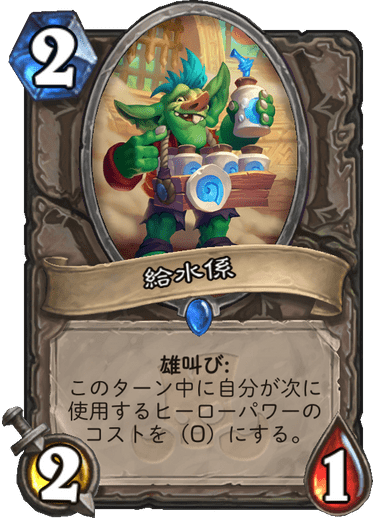 2
給水係
雄叫び:
このターン中に自分が次に
使用するヒーローパワーの
コストを（0）にする。
2
1